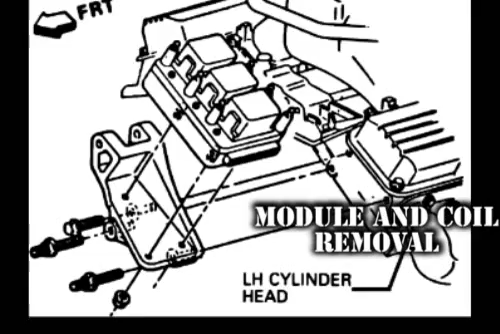 FRT
MODULE AND COIL
REMOVAL
LH CYLINDER
HEAD